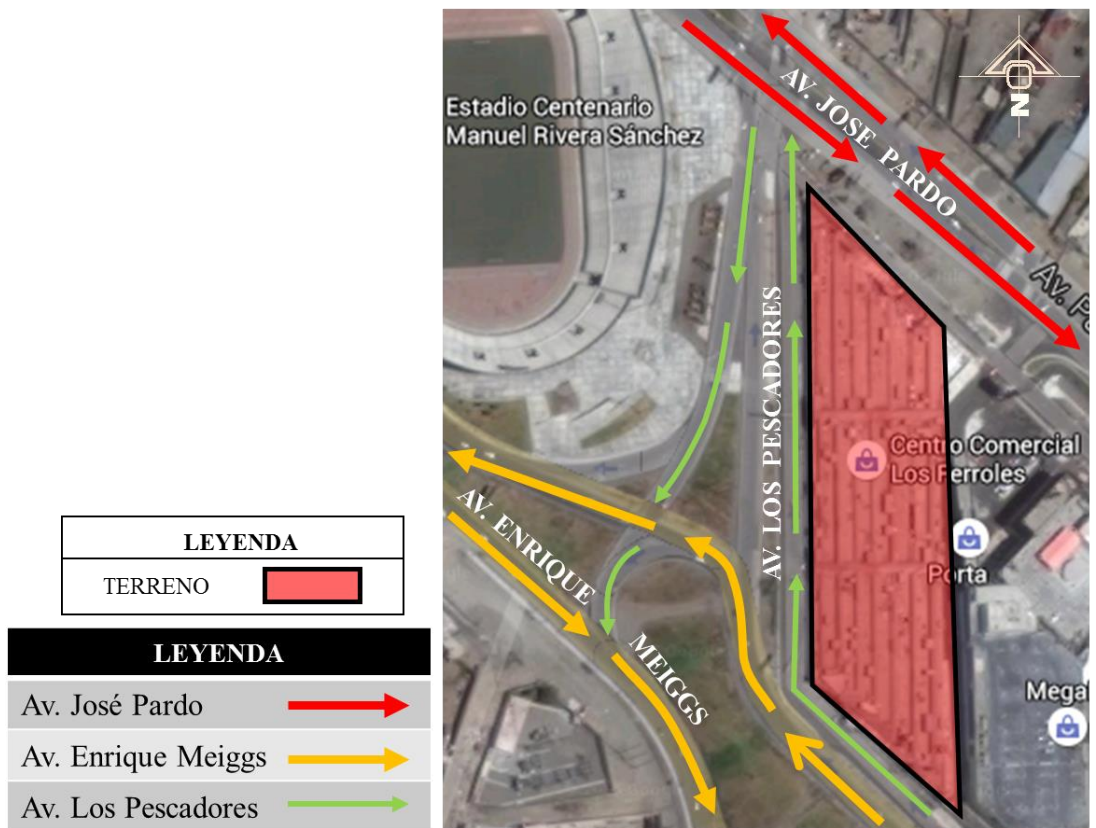 LEYENDA
TERRENO
LEYENDA
Av. José Pardo
Av. Enrique Meiggs
Av. Los Pescadores
Estadio Centenario
Manuel Rivera Sánchez
AV. JOSE PARDO
N
AV. LOS PESCADORES
AV. ENRIQUE
MEIGGS
Centro Comercial
Los Ferroles
Porta
Mega
Av. P